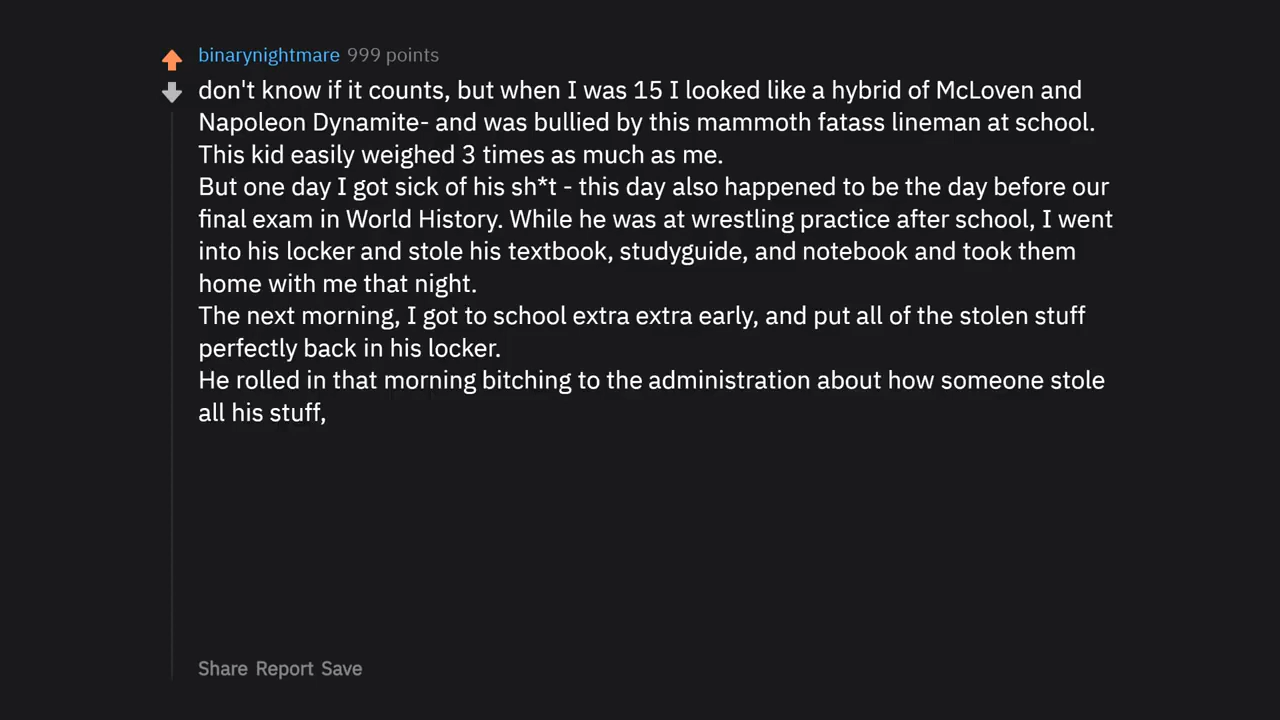 binarynightmare 999 points
don't know if it counts, but when I was 15 I looked like a hybrid of McLoven and
Napoleon Dynamite- and was bullied by this mammoth fatass lineman at school.
This kid easily weighed 3 times as much as me.
But one day I got sick of his sh*t - this day also happened to be the day before our
final exam in World History. While he was at wrestling practice after school, I went
into his locker and stole his textbook, studyguide, and notebook and took them
home with me that night.
The next morning, I got to school extra extra early, and put all of the stolen stuff
perfectly back in his locker.
He rolled in that morning bitching to the administration about how someone stole
all his stuff,
Share Report Save